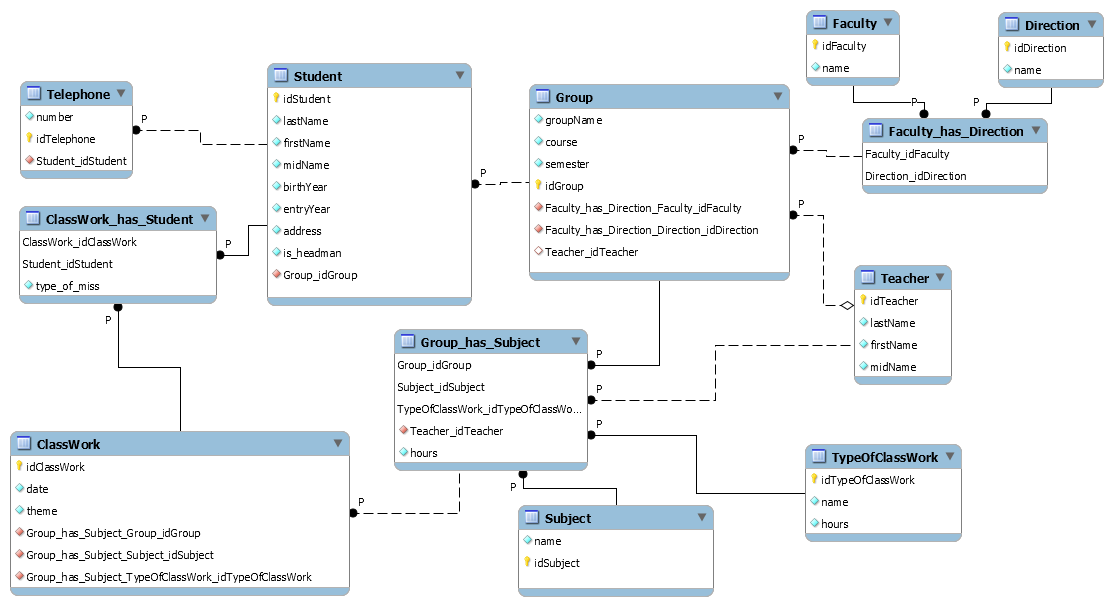 Faculty
idFaculty
name
Direction
idDirection
name
Student
idStudent
lastName
firstName
midName
birthYear
entryYear
address
is_headman
Group_idGroup
Telephone
number
idTelephone
Student_idStudent
P
Group
groupName
course
semester
idGroup
Faculty_has_Direction_Faculty_idFaculty
Faculty_has_Direction_Direction_idDirection
Teacher_idTeacher
P
P
P
Faculty_has_Direction
Faculty_idFaculty
Direction_idDirection
P
P
P
ClassWork_has_Student
ClassWork_idClassWork
Student_idStudent
type_of_miss
P
P
Teacher
idTeacher
lastName
firstName
midName
Group_has_Subject
Group_idGroup
Subject_idSubject
TypeOfClassWork_idTypeOfClassWo...
Teacher_idTeacher
hours
P
P
P
P
ClassWork
idClassWork
date
theme
Group_has_Subject_Group_idGroup
Group_has_Subject_Subject_idSubject
Group_has_Subject_TypeOfClassWork_idTypeOfClassWork
P
TypeOfClassWork
idTypeOfClassWork
name
hours
Subject
name
idSubject